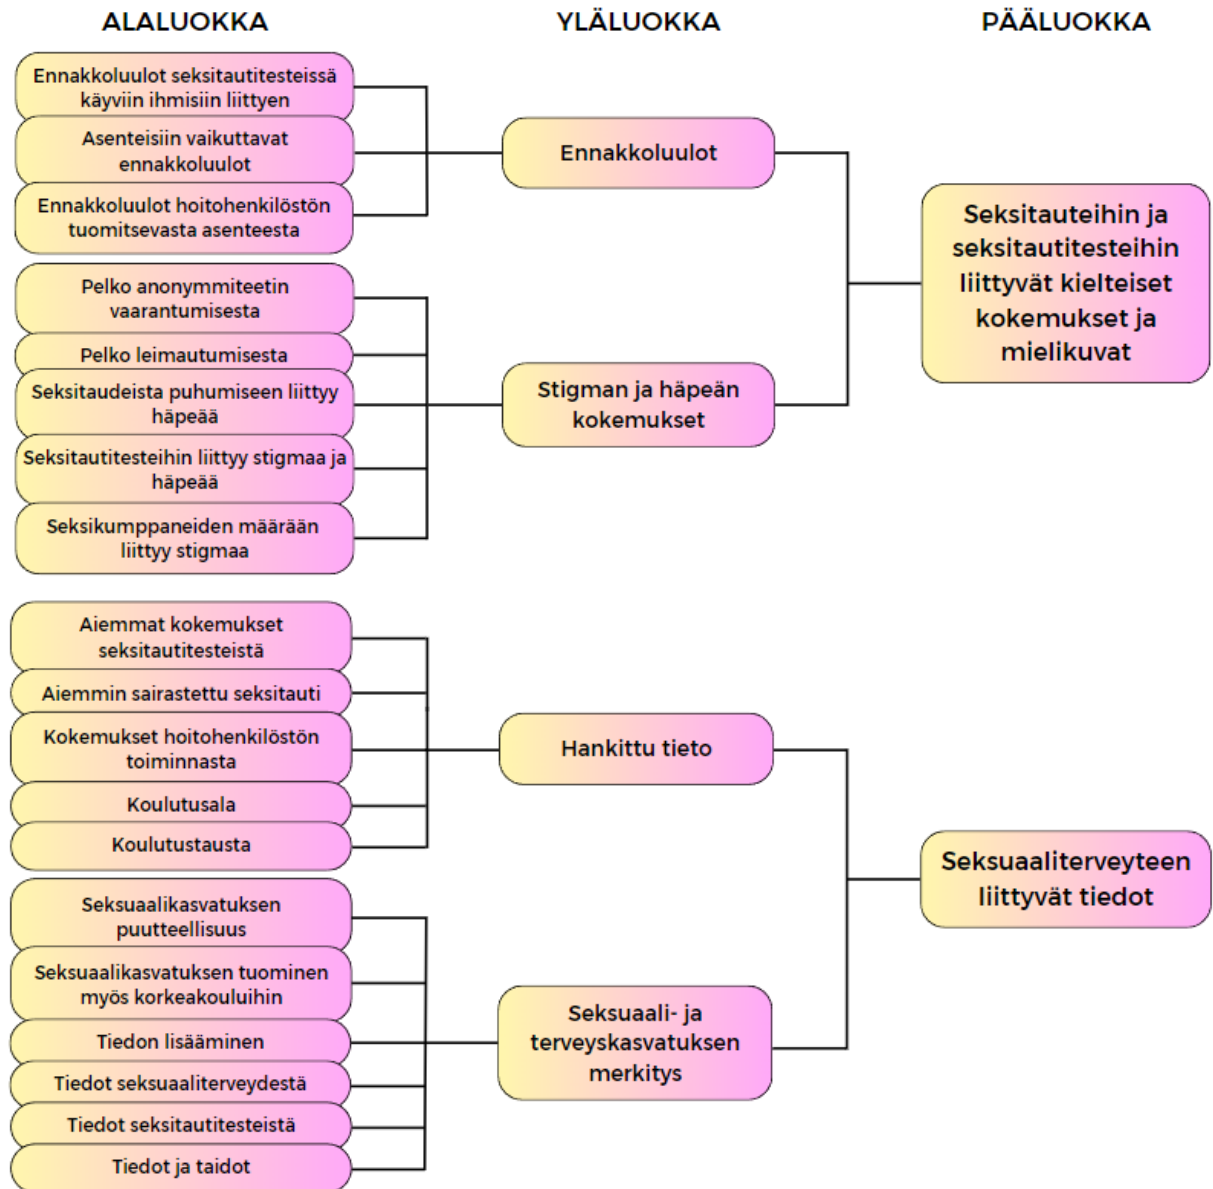 ALALUOKKA
YLÄLUOKKA
PÄÄLUOKKA
Ennakkoluulot seksitautitesteissä
käyviin ihmisiin liittyen
Asenteisiin vaikuttavat
ennakkoluulot
Ennakkoluulot hoitohenkilöstön
tuomitsevasta asenteesta
Ennakkoluulot
Pelko anonymmiteetin
vaarantumisesta
Pelko leimautumisesta
Seksitaudeista puhumiseen liittyy
häpeää
Seksitautitesteihin liittyy stigmaa ja
häpeää
Seksikumppaneiden määrään
liittyy stigmaa
Stigman ja häpeän
kokemukset
Seksitauteihin ja
seksitautitesteihin
liittyvät kielteiset
kokemukset ja
mielikuvat
Aiemmat kokemukset
seksitautitesteistä
Aiemmin sairastettu seksitauti
Kokemukset hoitohenkilöstön
toiminnasta
Koulutusala
Koulutustausta
Hankittu tieto
Seksuaalikasvatuksen
puutteellisuus
Seksuaalikasvatuksen tuominen
myös korkeakouluihin
Tiedon lisääminen
Tiedot seksuaaliterveydestä
Tiedot seksitautitesteistä
Tiedot ja taidot
Seksuaali- ja
terveyskasvatuksen
merkitys
Seksuaaliterveyteen
liittyvät tiedot